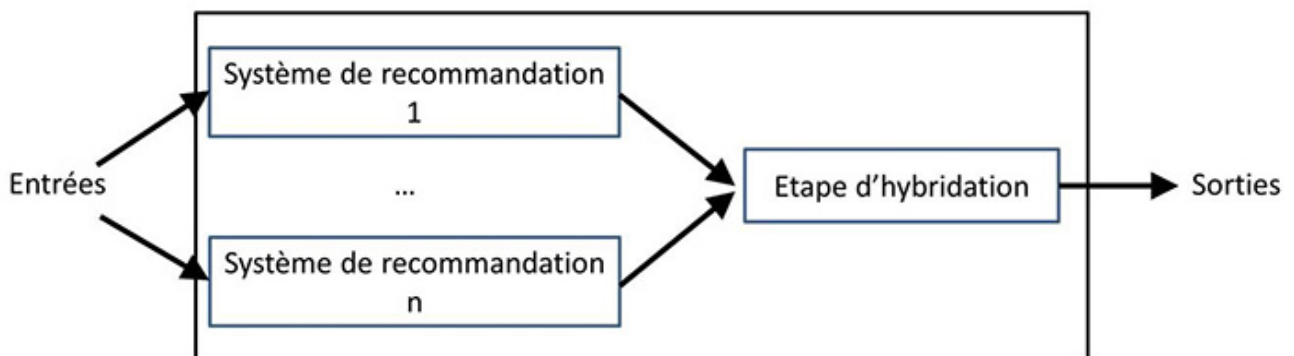 Système de recommandation
1
Entrées
...
Etape d’hybridation
Sorties
Système de recommandation
n